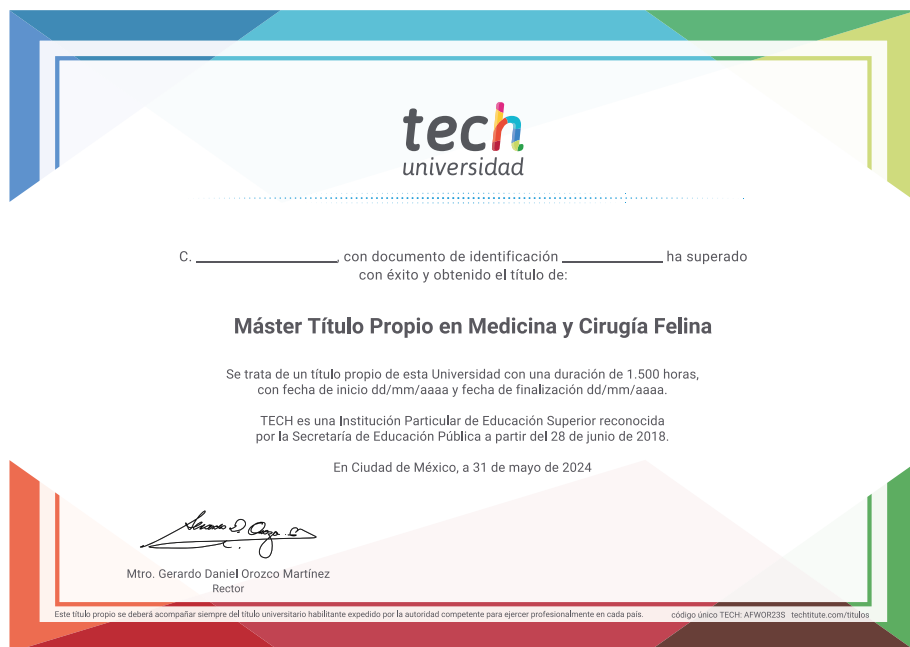 tech
universidad
C. __________________, con documento de identificación _____________ ha superado
con éxito y obtenido el título de:
Máster Título Propio en Medicina y Cirugía Felina
Se trata de un título propio de esta Universidad con una duración de 1.500 horas,
con fecha de inicio dd/mm/aaaa y fecha de finalización dd/mm/aaaa.
TECH es una Institución Particular de Educación Superior reconocida
por la Secretaría de Educación Pública a partir del 28 de junio de 2018.
En Ciudad de México, a 31 de mayo de 2024
Mtro. Gerardo Daniel Orozco Martínez
Rector
Este título propio se deberá acompañar siempre del título universitario habilitante expedido por la autoridad competente para ejercer profesionalmente en cada país. código único TECH: AFWOR23S techtitute.com/titulos